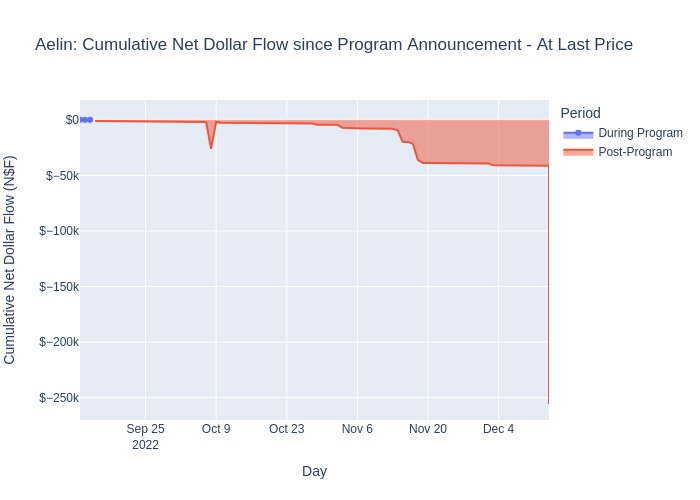 Aelin: Cumulative Net Dollar Flow since Program Announcement - At Last Price
Period
During Program
Post-Program
$0
$−50k
$−100k
$−150k
$−200k
$−250k
Cumulative Net Dollar Flow (N$F)
Sep 25
2022
Oct 9
Oct 23
Nov 6
Nov 20
Dec 4
Day